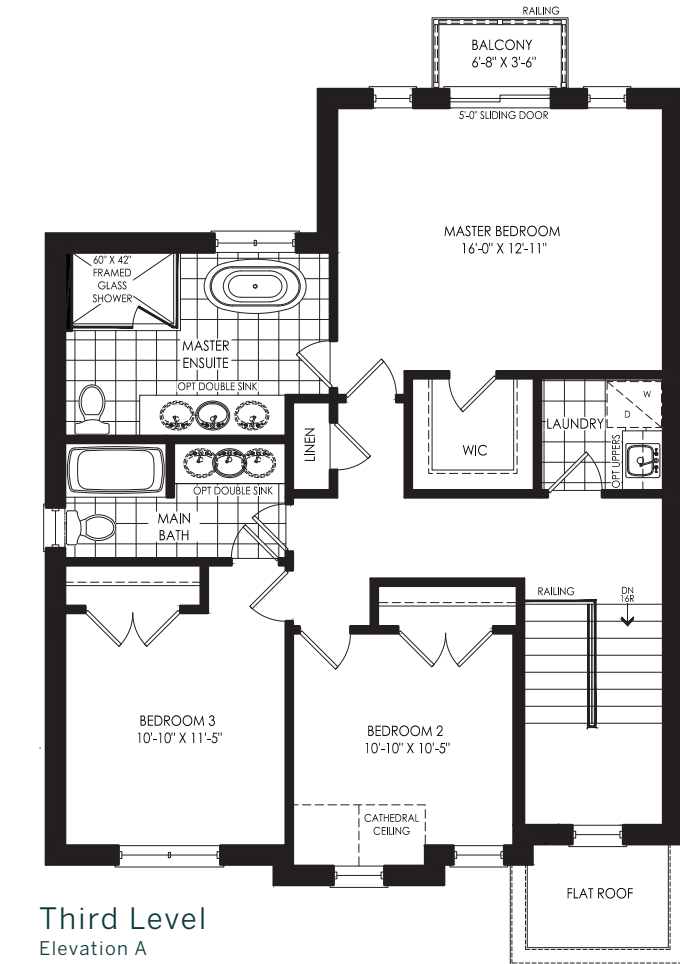 RAILING
BALCONY
6'-8" X 3'-6"
5'-0" SLIDING DOOR
MASTER BEDROOM
16'-0" X 12'-11"
60" X 42"
FRAMED
GLASS
SHOWER
MASTER
ENSUITE
OPT DOUBLE SINK
LINEN
WIC
LAUNDRY
W
D
OPT UPPERS
OPT DOUBLE SINK
MAIN
BATH
RAILING
DN
16R
BEDROOM 3
10'-10" X 11'-5"
BEDROOM 2
10'-10" X 10'-5"
CATHEDRAL
CEILING
FLAT ROOF
Third Level
Elevation A